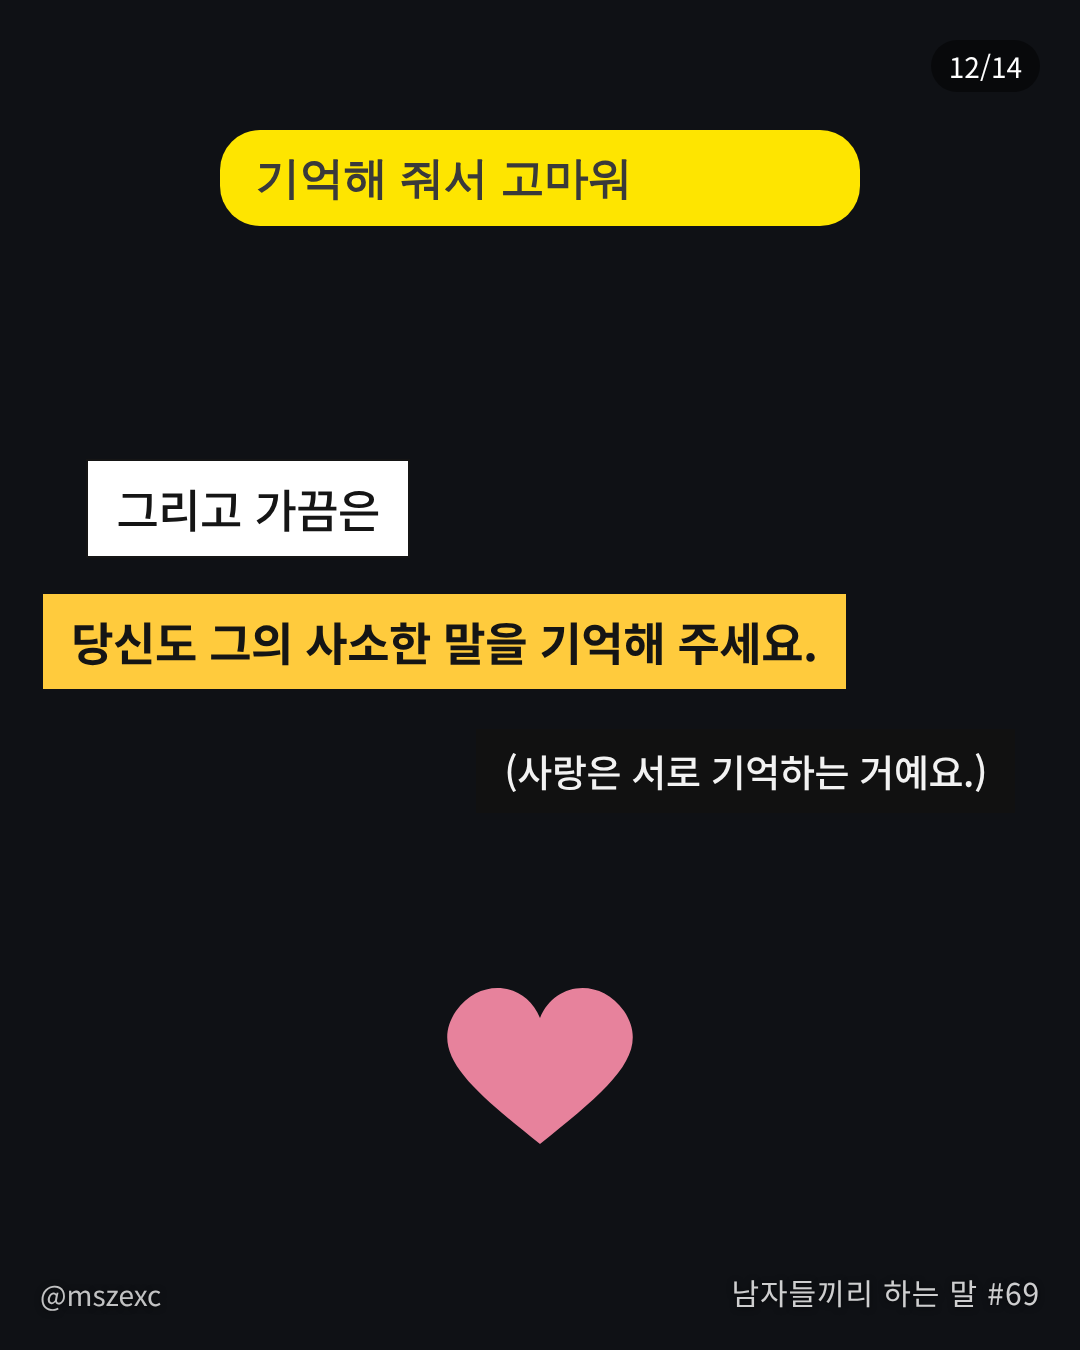 12/14
기억해 줘서 고마워
그리고 가끔은
당신도 그의 사소한 말을 기억해 주세요.
(사랑은 서로 기억하는 거예요.)
@mszexc
남자들끼리 하는 말 #69